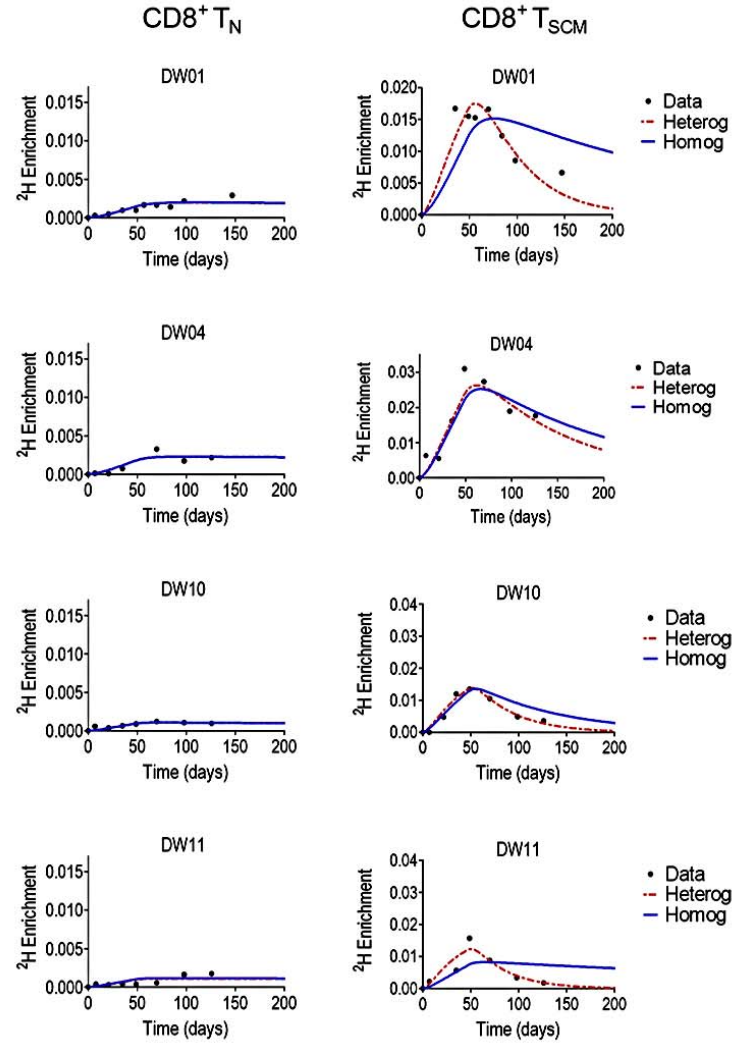 CD8⁺ T_N
CD8⁺ T_SCM
DW01
²H Enrichment
0.015
0.010
0.005
0.000
0 50 100 150 200
Time (days)
DW01
²H Enrichment
0.020
0.015
0.010
0.005
0.000
0 50 100 150 200
Time (days)
Data
Heterog
Homog
DW04
²H Enrichment
0.015
0.010
0.005
0.000
0 50 100 150 200
Time (days)
DW04
²H Enrichment
0.03
0.02
0.01
0.00
0 50 100 150 200
Time (days)
Data
Heterog
Homog
DW10
²H Enrichment
0.015
0.010
0.005
0.000
0 50 100 150 200
Time (days)
DW10
²H Enrichment
0.04
0.03
0.02
0.01
0.00
0 50 100 150 200
Time (days)
Data
Heterog
Homog
DW11
²H Enrichment
0.015
0.010
0.005
0.000
0 50 100 150 200
Time (days)
DW11
²H Enrichment
0.04
0.03
0.02
0.01
0.00
0 50 100 150 200
Time (days)
Data
Heterog
Homog